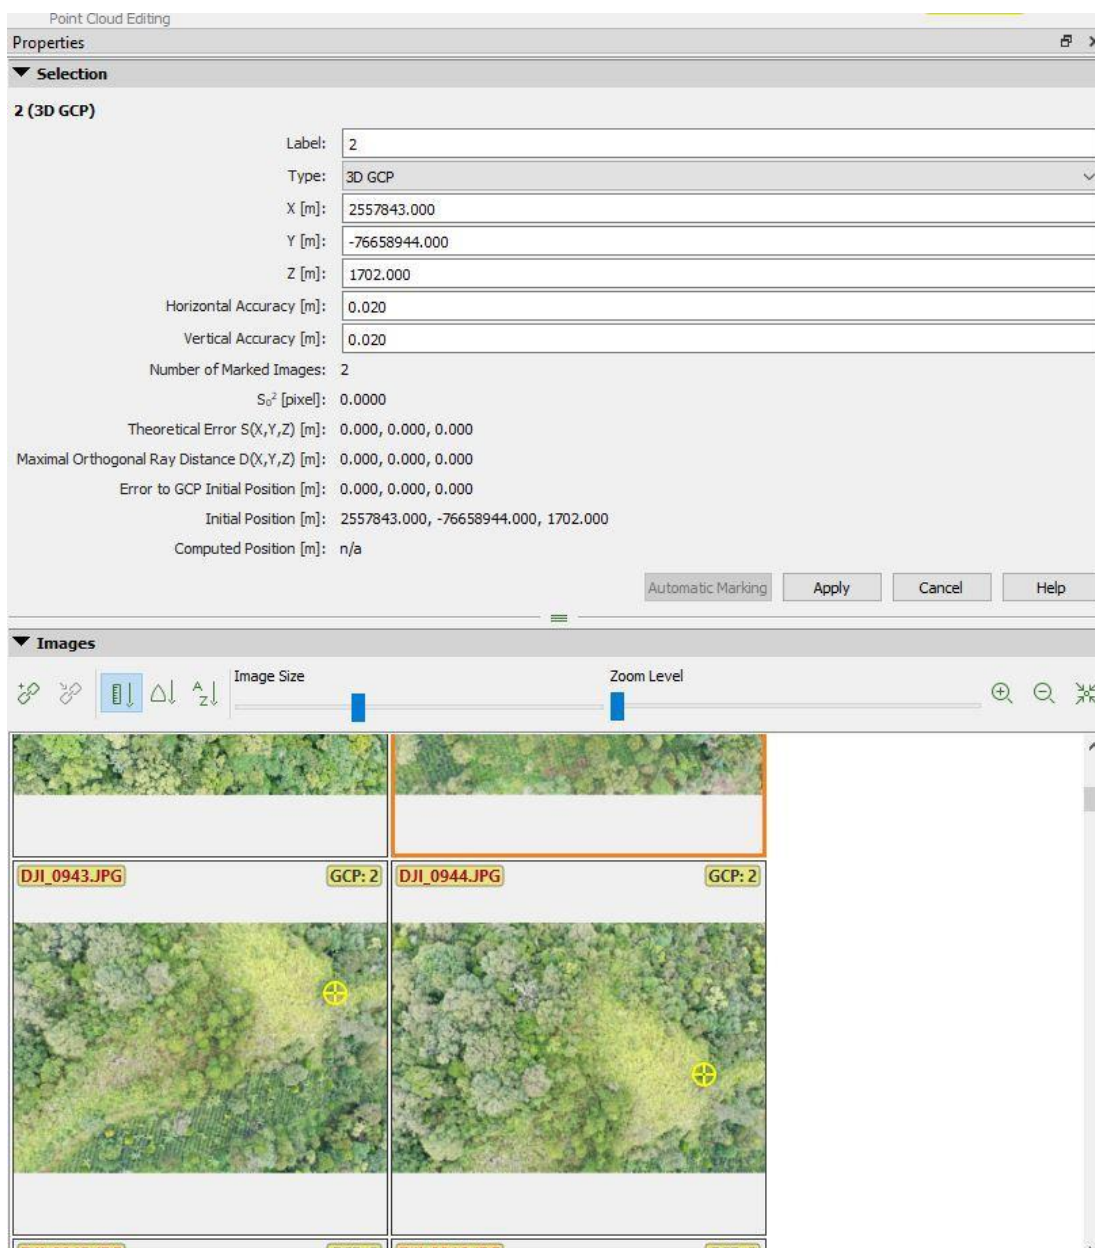 Point Cloud Editing
Properties
Selection
2 (3D GCP)
Label: 2
Type: 3D GCP
X [m]: 2557843.000
Y [m]: -76658944.000
Z [m]: 1702.000
Horizontal Accuracy [m]: 0.020
Vertical Accuracy [m]: 0.020
Number of Marked Images: 2
S₀² [pixel]: 0.0000
Theoretical Error S(X,Y,Z) [m]: 0.000, 0.000, 0.000
Maximal Orthogonal Ray Distance D(X,Y,Z) [m]: 0.000, 0.000, 0.000
Error to GCP Initial Position [m]: 0.000, 0.000, 0.000
Initial Position [m]: 2557843.000, -76658944.000, 1702.000
Computed Position [m]: n/a
Automatic Marking Apply Cancel Help
Images
A Z Image Size Zoom Level
DJI_0943.JPG GCP: 2 DJI_0944.JPG GCP: 2